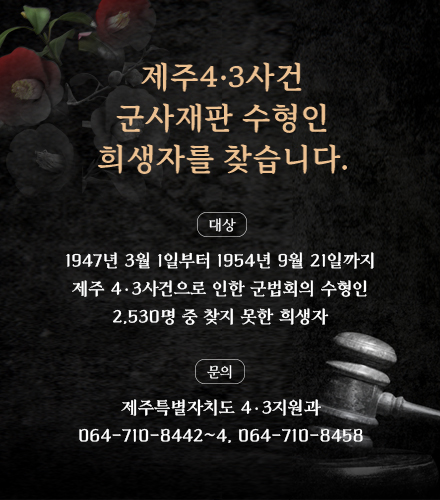 제주4·3사건
군사재판 수형인
희생자를 찾습니다.
대상
1947년 3월 1일부터 1954년 9월 21일까지
제주 4·3사건으로 인한 군법회의 수형인
2,530명 중 찾지 못한 희생자
문의
제주특별자치도 4·3지원과
064-710-8442~4, 064-710-8458